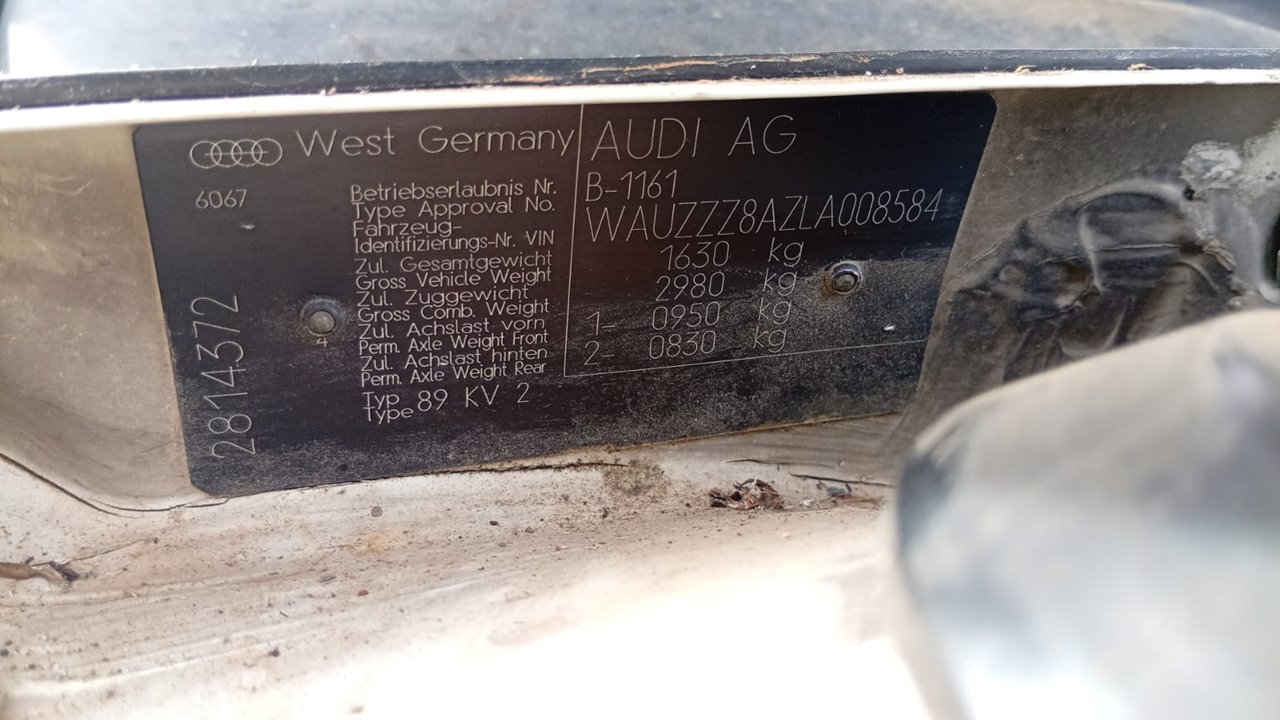 West Germany
AUDI AG
6067
Betriebserlaubnis Nr.
Type Approval No.
B-1161
Fahrzeug-
Identifizierungs-Nr. VIN
WAUZZZ8AZLA008584
Zul. Gesamtgewicht
Gross Vehicle Weight
1630 kg
Zul. Zuggewicht
Gross Comb. Weight
2980 kg
Zul. Achslast vorn
Perm. Axle Weight Front
1- 0950 kg
Zul. Achslast hinten
Perm. Axle Weight Rear
2- 0830 kg
Typ
Type
89 KV 2
4
2814372